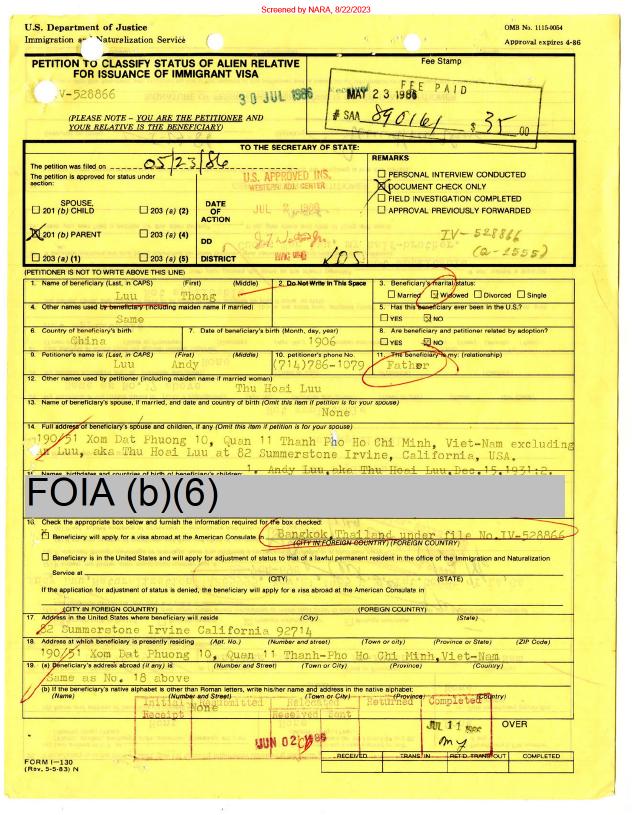 Screened by NARA, 8/22/2023
U.S. Department of Justice
Immigration and Naturalization Service
OMB No. 1115-0054
Approval expires 4-86
PETITION TO CLASSIFY STATUS OF ALIEN RELATIVE
FOR ISSUANCE OF IMMIGRANT VISA
Fee Stamp
IV-528866
30 JUL 1986
Received
MAY 23 1986
FEE PAID
# SAA 890161 $ 35 00
(PLEASE NOTE – YOU ARE THE PETITIONER AND
YOUR RELATIVE IS THE BENEFICIARY)
TO THE SECRETARY OF STATE:
The petition was filed on 05/23/86
The petition is approved for status under
section:
SPOUSE,
201 (b) CHILD
203 (a) (2)
201 (b) PARENT
203 (a) (4)
203 (a) (1)
203 (a) (5)
DATE
OF
ACTION
DD
DISTRICT
U.S. APPROVED INS.
WESTERN ADJ. CENTER
JUL 2 1986
LOS
REMARKS
PERSONAL INTERVIEW CONDUCTED
DOCUMENT CHECK ONLY
FIELD INVESTIGATION COMPLETED
APPROVAL PREVIOUSLY FORWARDED
IV-528866
(Q-1555)
(PETITIONER IS NOT TO WRITE ABOVE THIS LINE)
1. Name of beneficiary (Last, in CAPS) (First) (Middle)
Luu Thong
2. Do Not Write in This Space
3. Beneficiary's marital status:
Married Widowed Divorced Single
4. Other names used by beneficiary (including maiden name if married)
Same
5. Has this beneficiary ever been in the U.S.?
YES NO
6. Country of beneficiary's birth
China
7. Date of beneficiary's birth (Month, day, year)
1906
8. Are beneficiary and petitioner related by adoption?
YES NO
9. Petitioner's name is: (Last, in CAPS) (First) (Middle)
Luu Andy
10. petitioner's phone No.
(714)786-1079
11. The beneficiary is my: (relationship)
Father
12. Other names used by petitioner (including maiden name if married woman)
Thu Hoai Luu
13. Name of beneficiary's spouse, if married, and date and country of birth (Omit this item if petition is for your spouse)
None
14. Full address of beneficiary's spouse and children, if any (Omit this item if petition is for your spouse)
190/51 Xom Dat Phuong 10, Quan 11 Thanh Pho Ho Chi Minh, Viet-Nam excluding
Luu, aka Thu Hoai Luu at 82 Summerstone Irvine, California, USA.
15. Names, birthdates and countries of birth of beneficiary's children:
1. Andy Luu,aka Thu Hoai Luu.Dec.15,1931:2.
FOIA (b)(6)
16. Check the appropriate box below and furnish the information required for the box checked:
X Beneficiary will apply for a visa abroad at the American Consulate in Bangkok,Thailand under file No.IV-528866
(CITY IN FOREIGN COUNTRY) (FOREIGN COUNTRY)
Beneficiary is in the United States and will apply for adjustment of status to that of a lawful permanent resident in the office of the Immigration and Naturalization
Service at
(CITY) (STATE)
If the application for adjustment of status is denied, the beneficiary will apply for a visa abroad at the American Consulate in
(CITY IN FOREIGN COUNTRY) (FOREIGN COUNTRY)
17. Address in the United States where beneficiary will reside (City) (State)
82 Summerstone Irvine California 92714
18. Address at which beneficiary is presently residing (Apt. No.) (Number and street) (Town or city) (Province or State) (ZIP Code)
190/51 Xom Dat Phuong 10, Quan 11 Thanh-Pho Ho Chi Minh,Viet-Nam
19. (a) Beneficiary's address abroad (if any) is: (Number and Street) (Town or City) (Province) (Country)
Same as No. 18 above
(b) If the beneficiary's native alphabet is other than Roman letters, write his/her name and address in the native alphabet:
(Name) (Number and Street) (Town or City) (Province) (Country)
None
Initial Resubmitted Relocated Returned Completed
Receipt Received Sent
JUN 02 1986
JUL 11 1986
OVER
FORM I–130
(Rev. 5-5-83) N
RECEIVED TRANS. IN RET'D. TRANS. OUT COMPLETED